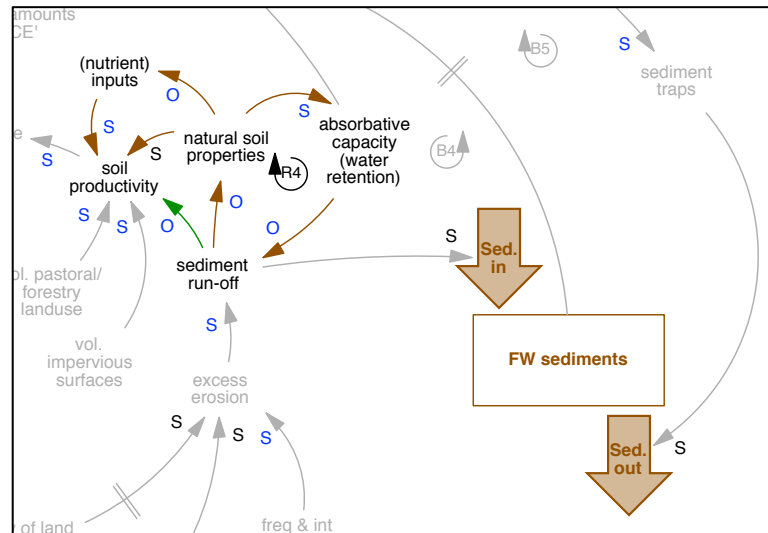 amounts
CE'
(nutrient)
inputs
S
B5
sediment
traps
O
S
absorbative
capacity
(water
retention)
S
S
natural soil
properties
B4
S
soil
productivity
R4
S
S
O
O
O
S
Sed.
in
sediment
run-off
ol. pastoral/
forestry
landuse
S
vol.
impervious
surfaces
FW sediments
excess
erosion
S
S
S
Sed.
out
S
of land
freq & int